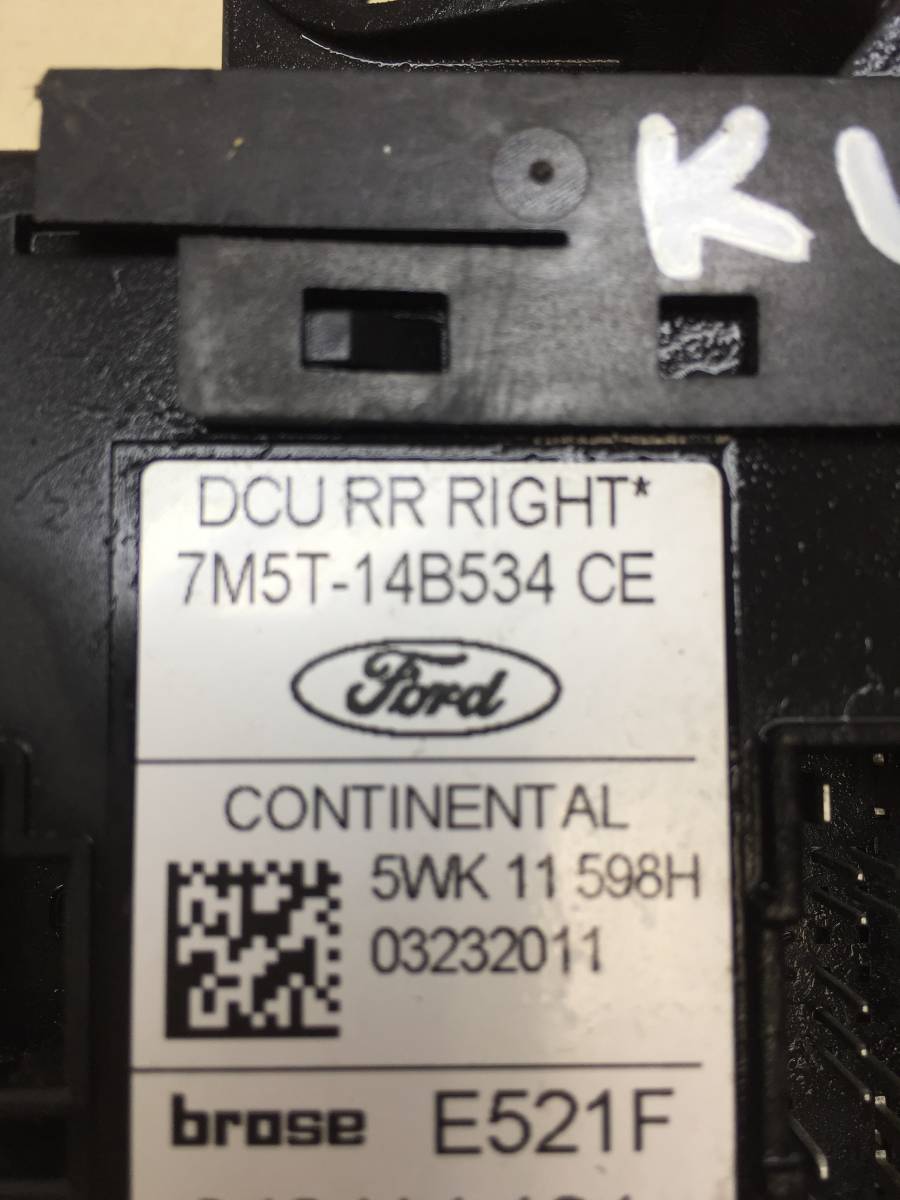 K
DCU RR RIGHT*
7M5T-14B534 CE
Ford
CONTINENTAL
5WK 11 598H
03232011
brose E521F